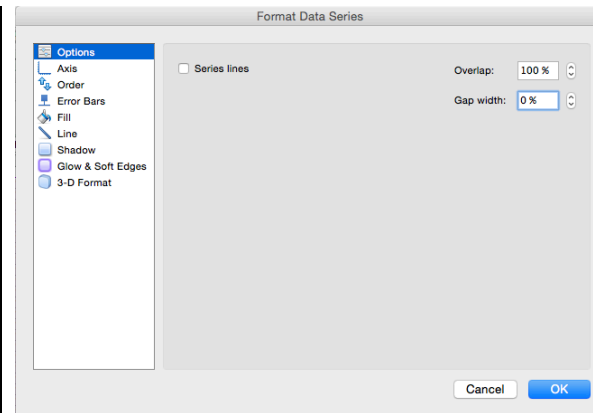 Format Data Series
Options
Axis
Order
Error Bars
Fill
Line
Shadow
Glow & Soft Edges
3-D Format
Series lines
Overlap: 100 %
Gap width: 0 %
Cancel OK